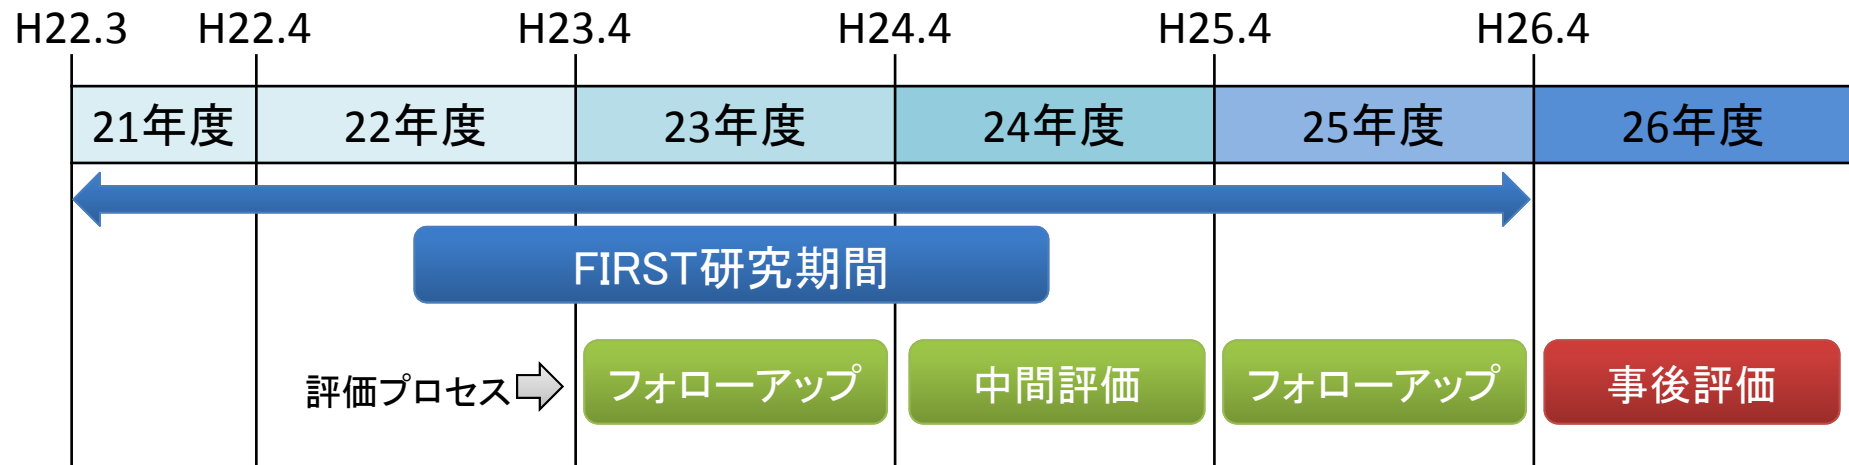 H22.3 H22.4 H23.4 H24.4 H25.4 H26.4
21年度 22年度 23年度 24年度 25年度 26年度
FIRST研究期間
評価プロセス フォローアップ 中間評価 フォローアップ 事後評価